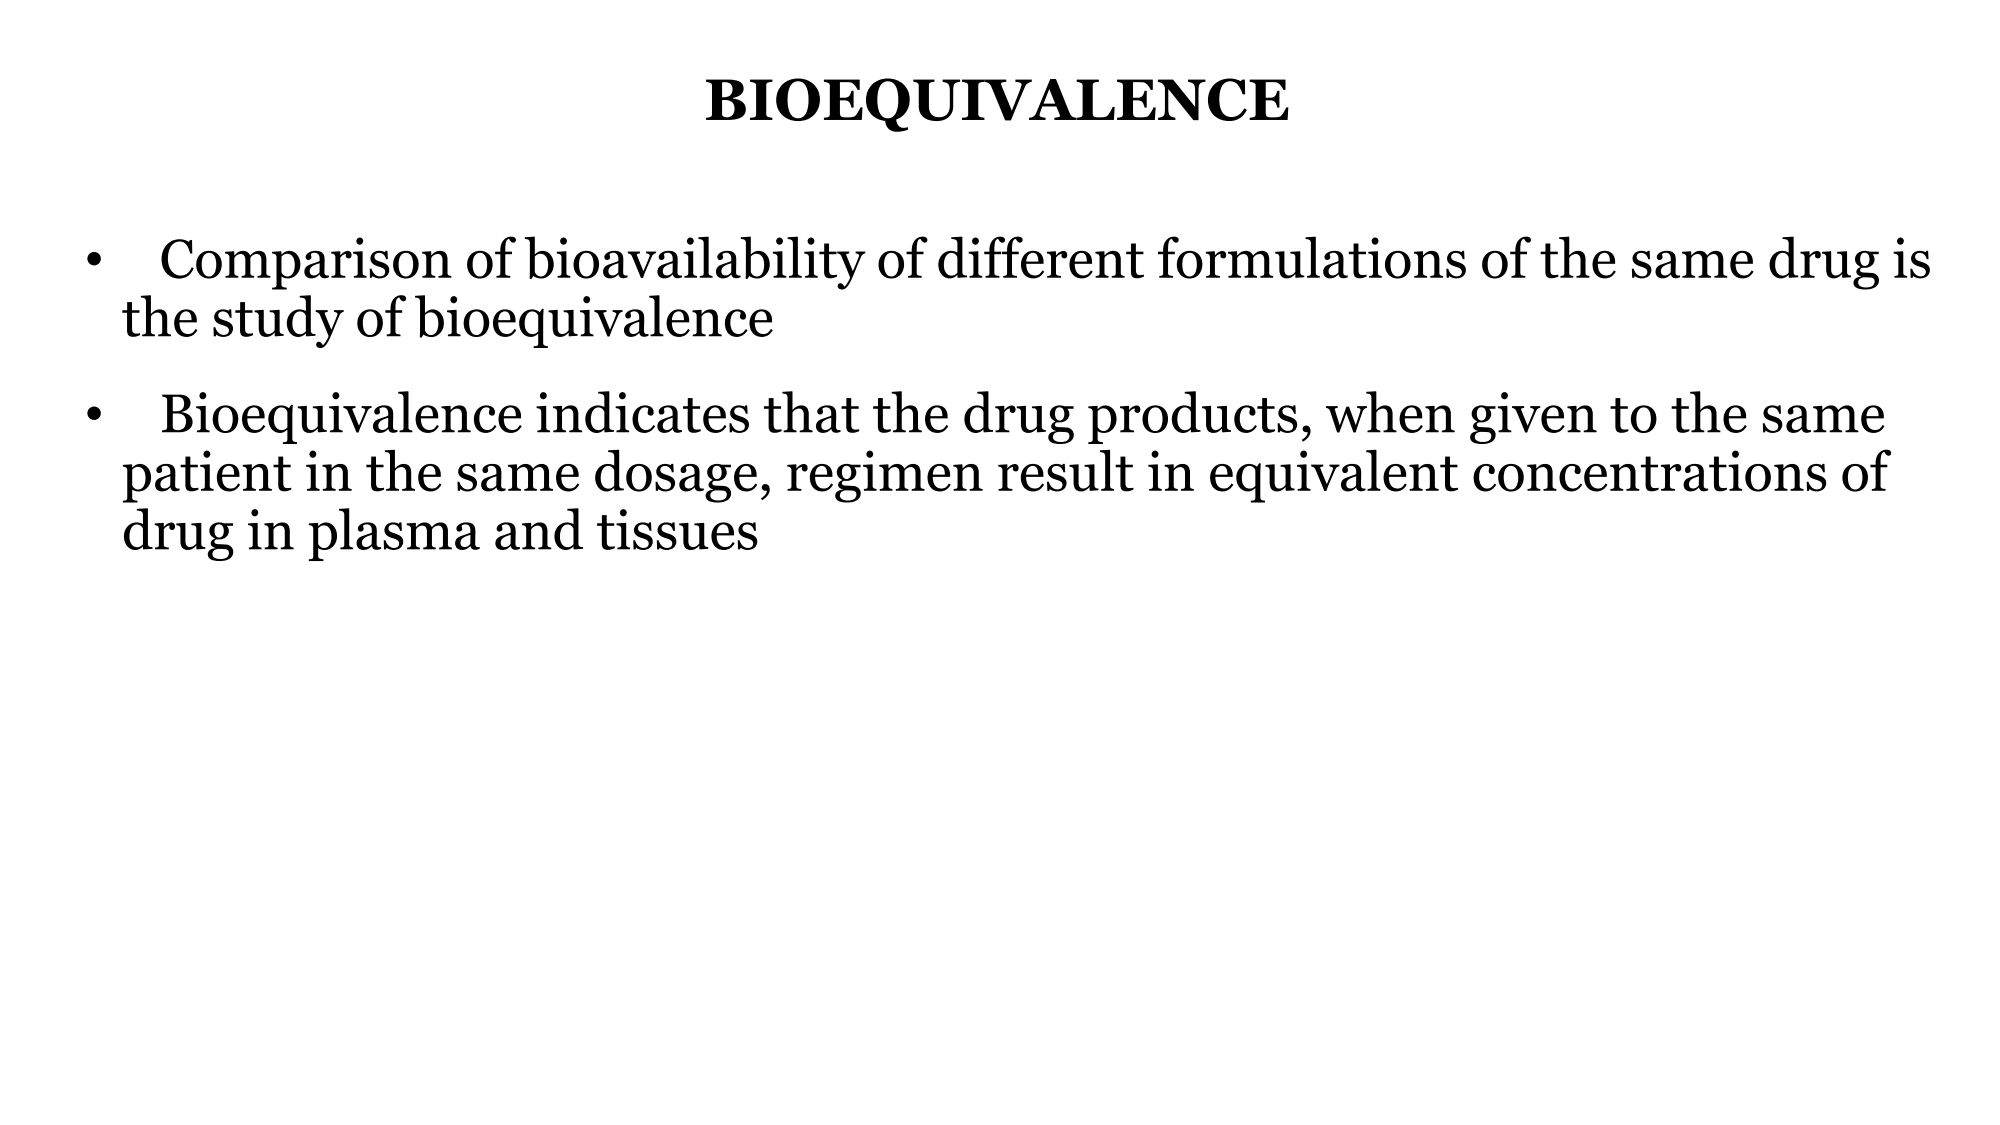 BIOEQUIVALENCE
• Comparison of bioavailability of different formulations of the same drug is
the study of bioequivalence
• Bioequivalence indicates that the drug products, when given to the same
patient in the same dosage, regimen result in equivalent concentrations of
drug in plasma and tissues